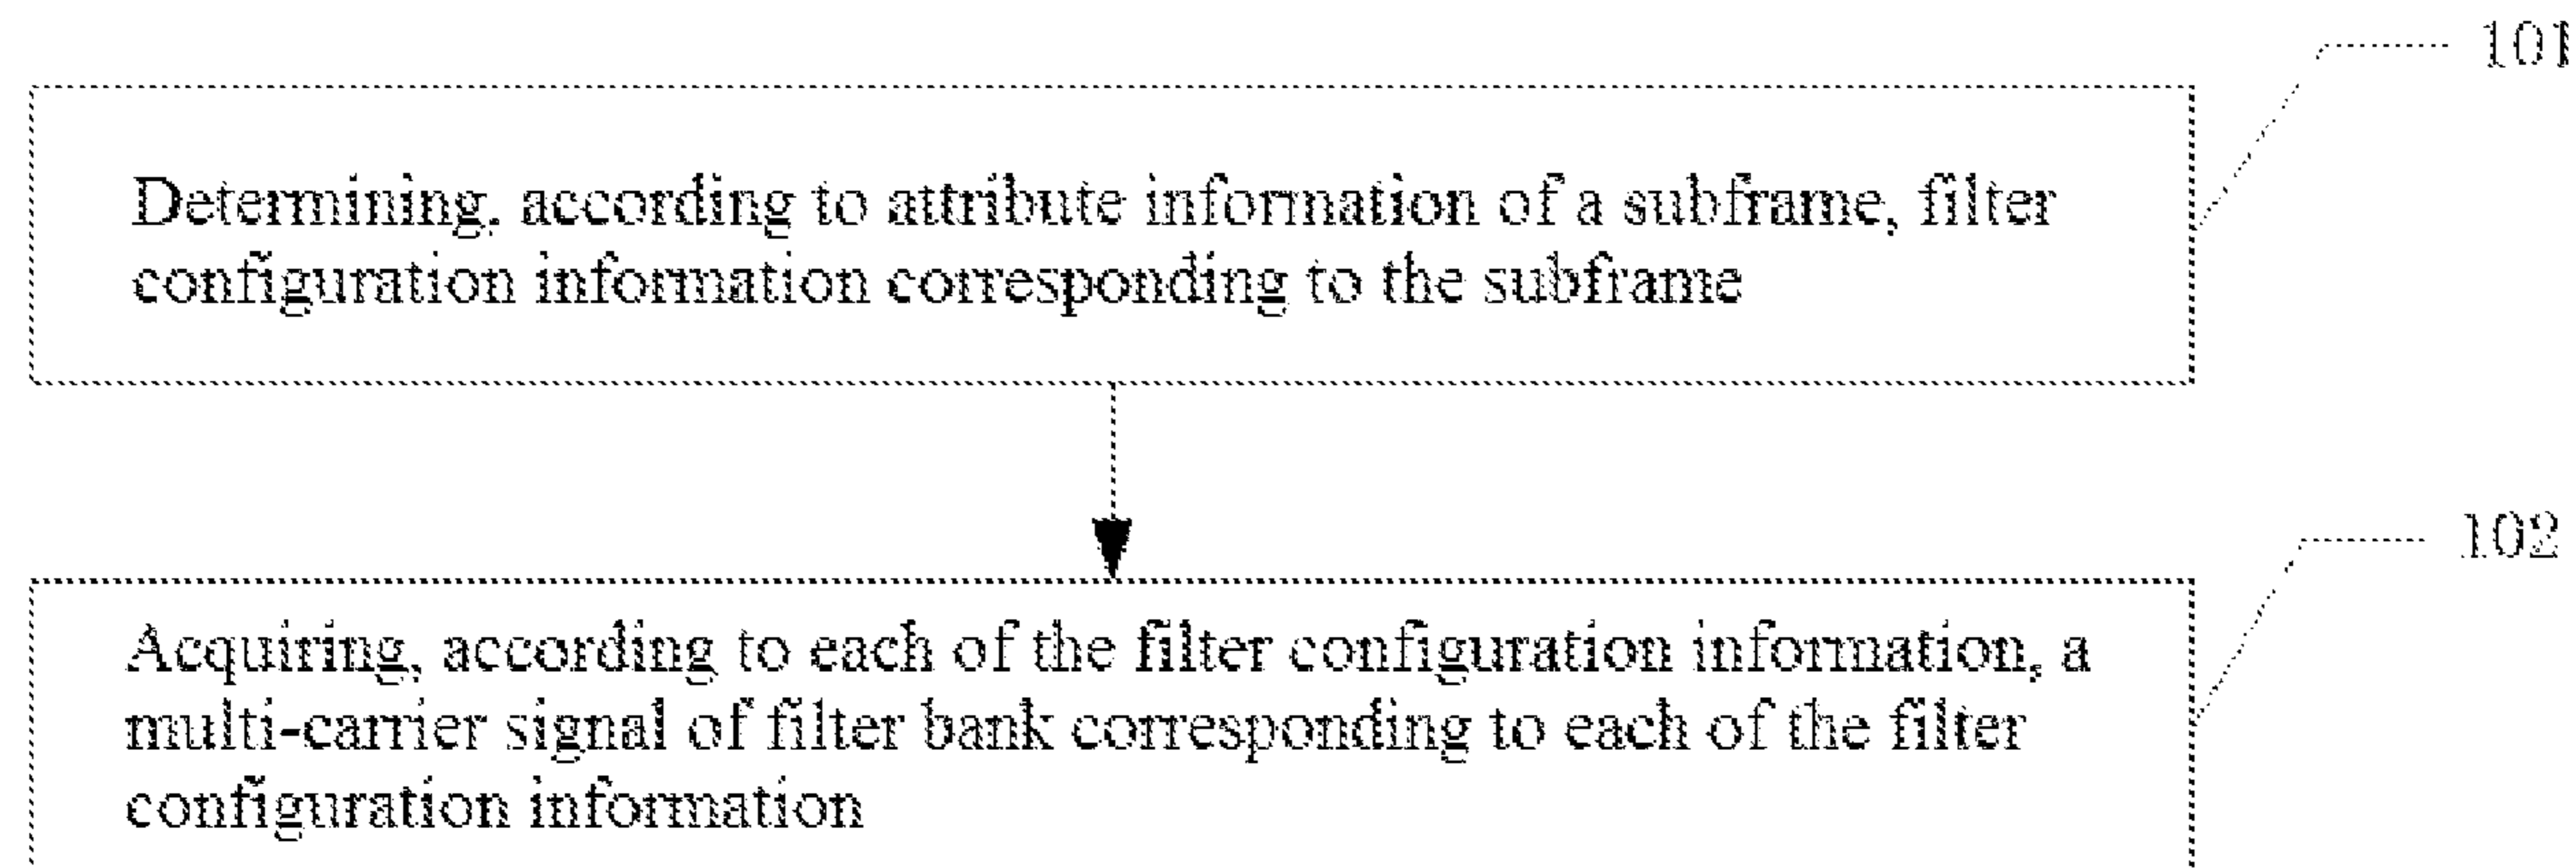 101
Determining, according to attribute information of a subframe, filter
configuration information corresponding to the subframe
102
Acquiring, according to each of the filter configuration information, a
multi-carrier signal of filter bank corresponding to each of the filter
configuration information